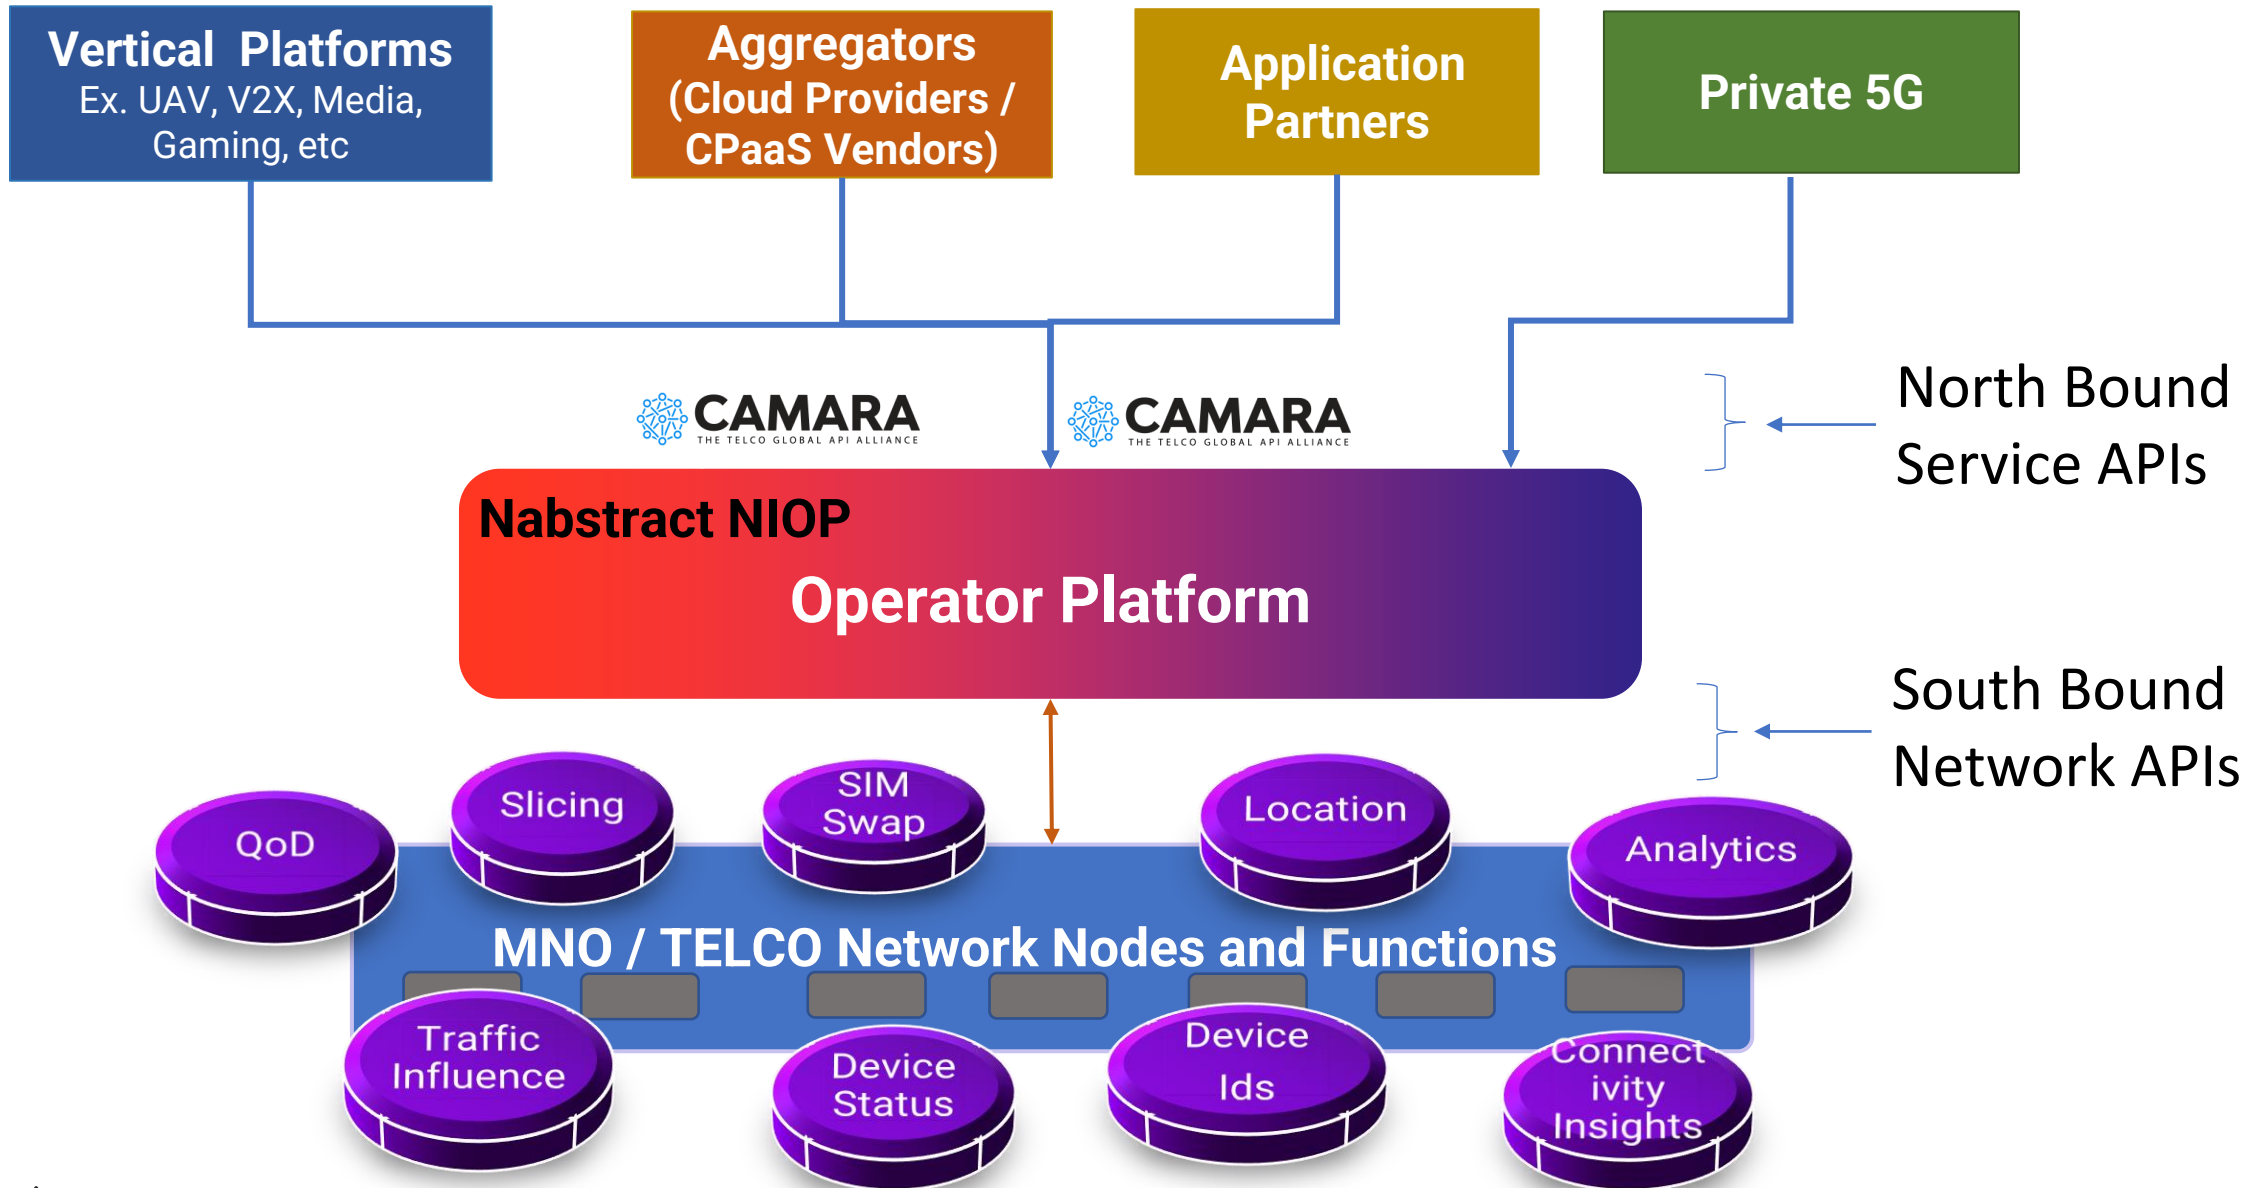 Vertical Platforms
Ex. UAV, V2X, Media,
Gaming, etc
Aggregators
(Cloud Providers /
CPaaS Vendors)
Application
Partners
Private 5G
CAMARA
THE TELCO GLOBAL API ALLIANCE
CAMARA
THE TELCO GLOBAL API ALLIANCE
North Bound
Service APIs
Nabstract NIOP
Operator Platform
South Bound
Network APIs
QoD
Slicing
SIM
Swap
Location
Analytics
MNO / TELCO Network Nodes and Functions
Traffic
Influence
Device
Status
Device
Ids
Connect
ivity
Insights